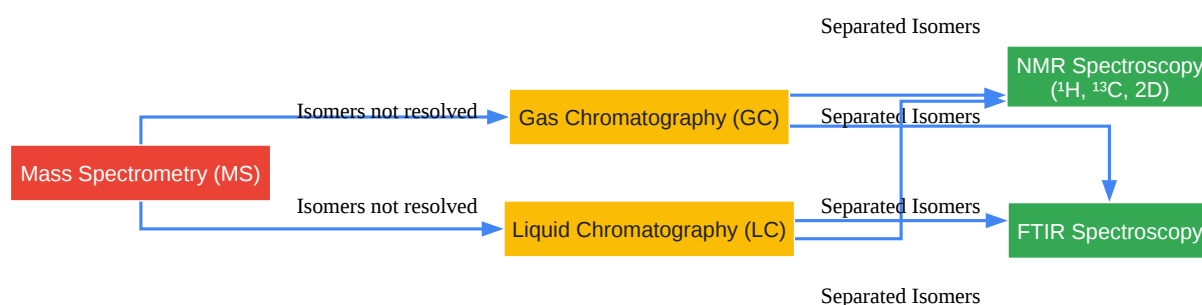 Separated Isomers
NMR Spectroscopy
(¹H, ¹³C, 2D)
Isomers not resolved
Gas Chromatography (GC)
Separated Isomers
Mass Spectrometry (MS)
Isomers not resolved
Liquid Chromatography (LC)
Separated Isomers
FTIR Spectroscopy
Separated Isomers